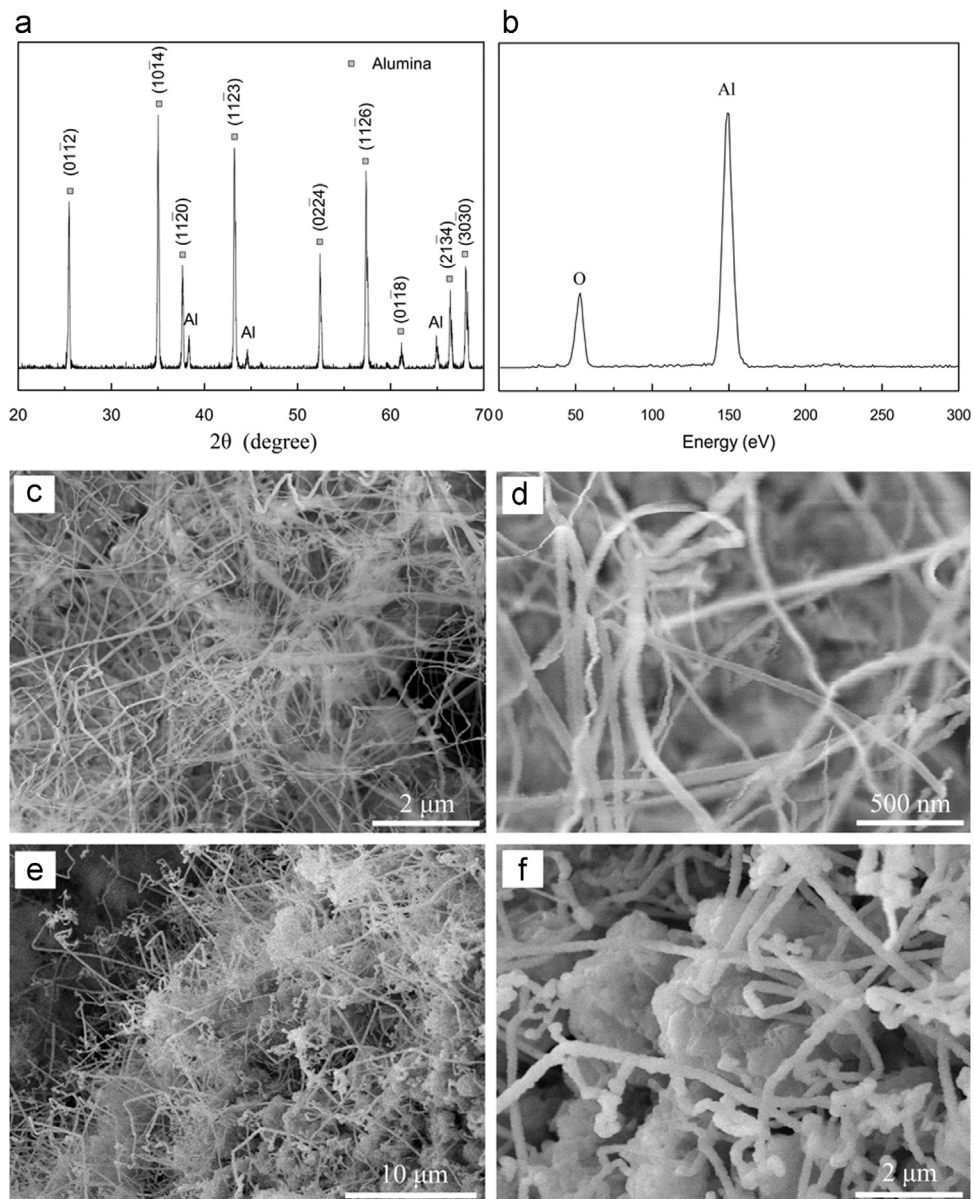 a
b
Alumina
(011̄2)
(101̄4)
(112̄0)
Al
(112̄3)
Al
(022̄4)
(112̄6)
(011̄8)
Al
(213̄4)
(303̄0)
20 30 40 50 60 70
2θ (degree)
O
Al
0 50 100 150 200 250 300
Energy (eV)
c
2 μm
d
500 nm
e
10 μm
f
2 μm